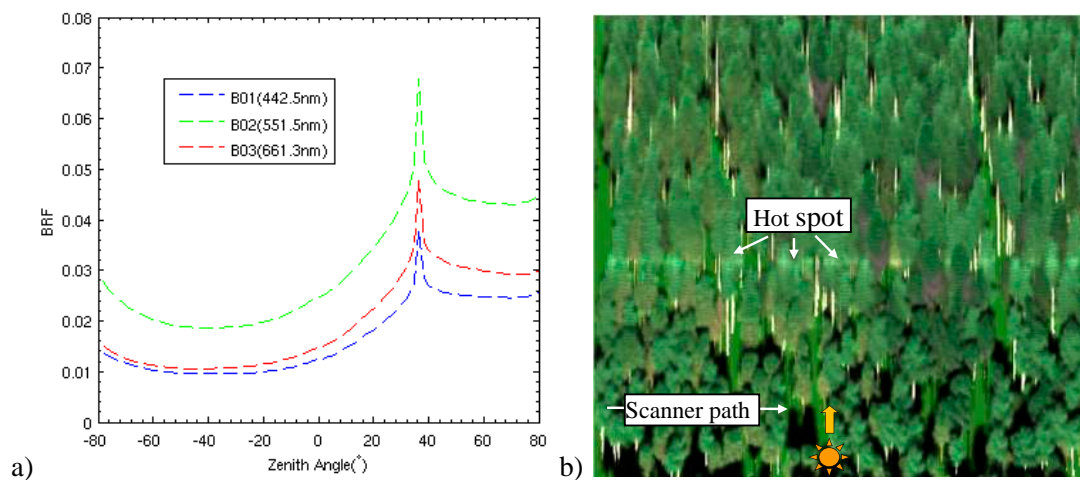 0.08
0.07
0.06
0.05
0.04
0.03
0.02
0.01
0
BRF
B01(442.5nm)
B02(551.5nm)
B03(661.3nm)
-80 -60 -40 -20 0 20 40 60 80
Zenith Angle(°)
a)
Hot spot
Scanner path
b)